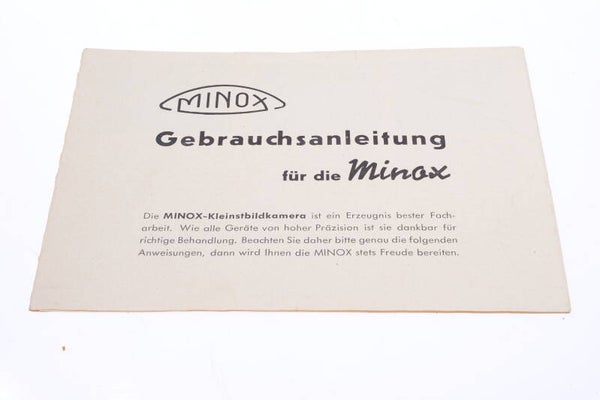 MINOX
Gebrauchsanleitung
für die Minox
Die MINOX-Kleinstbildkamera ist ein Erzeugnis bester Fach-
arbeit. Wie alle Geräte von hoher Präzision ist sie dankbar für
richtige Behandlung. Beachten Sie daher bitte genau die folgenden
Anweisungen, dann wird Ihnen die MINOX stets Freude bereiten.